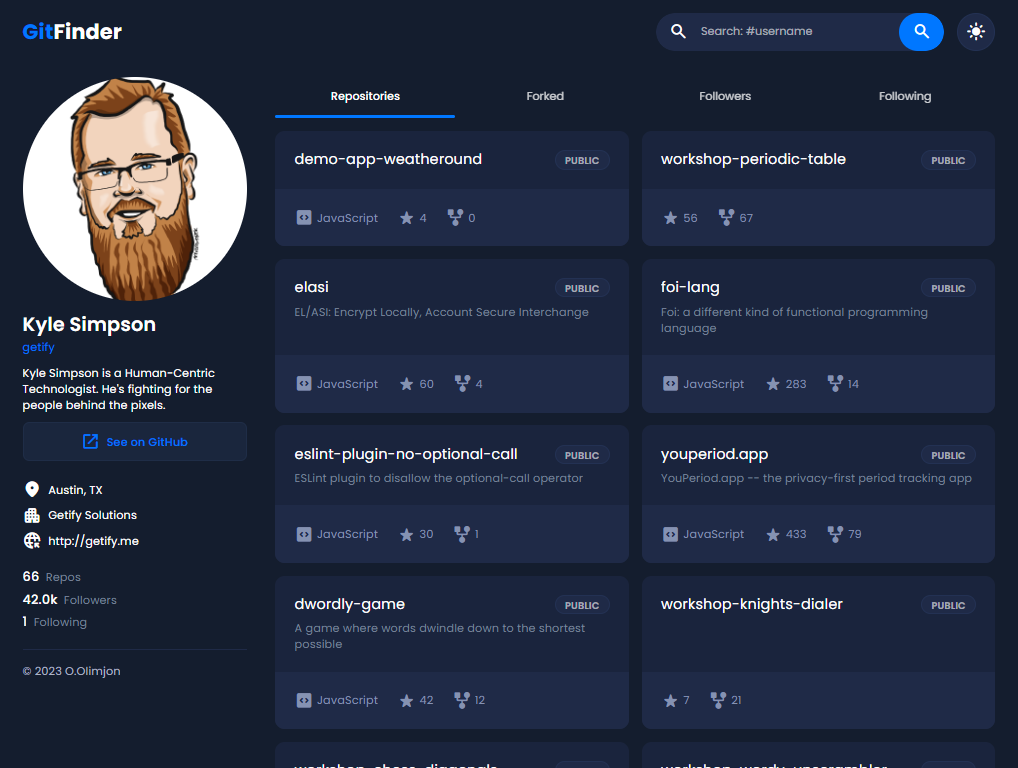 GitFinder
Search: #username
Kyle Simpson
getify
Kyle Simpson is a Human-Centric
Technologist. He's fighting for the
people behind the pixels.
See on GitHub
Austin, TX
Getify Solutions
http://getify.me
66 Repos
42.0k Followers
1 Following
© 2023 O.Olimjon
Repositories Forked Followers Following
demo-app-weatheround PUBLIC
JavaScript 4 0
workshop-periodic-table PUBLIC
56 67
elasi PUBLIC
EL/ASI: Encrypt Locally, Account Secure Interchange
JavaScript 60 4
foi-lang PUBLIC
Foi: a different kind of functional programming
language
JavaScript 283 14
eslint-plugin-no-optional-call PUBLIC
ESLint plugin to disallow the optional-call operator
JavaScript 30 1
youperiod.app PUBLIC
YouPeriod.app -- the privacy-first period tracking app
JavaScript 433 79
dwordly-game PUBLIC
A game where words dwindle down to the shortest
possible
JavaScript 42 12
workshop-knights-dialer PUBLIC
7 21